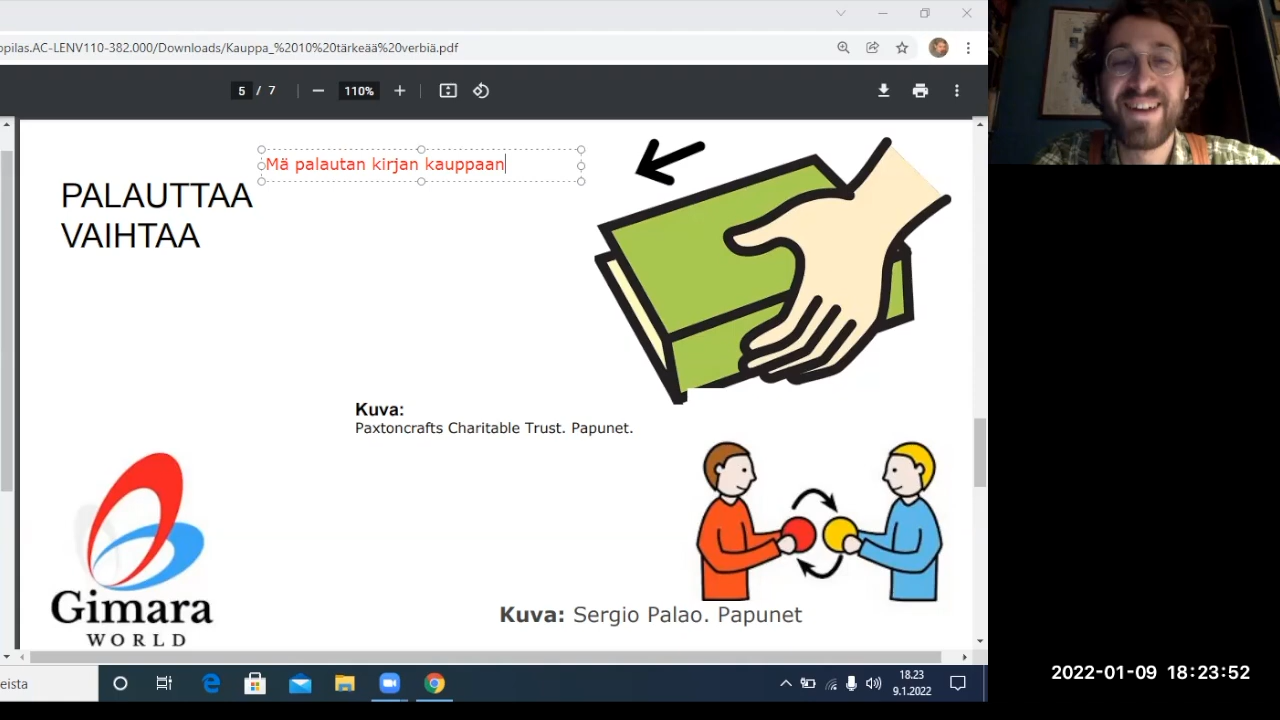 opilas.AC-LENV110-382.000/Downloads/Kauppa_%2010%20tärkeää%20verbiä.pdf
5 / 7
110%
Mä palautan kirjan kauppaan
PALAUTTAA
VAIHTAA
Kuva:
Paxtoncrafts Charitable Trust. Papunet.
Gimara
WORLD
Kuva: Sergio Palao. Papunet
eista
18.23
9.1.2022
2022-01-09 18:23:52